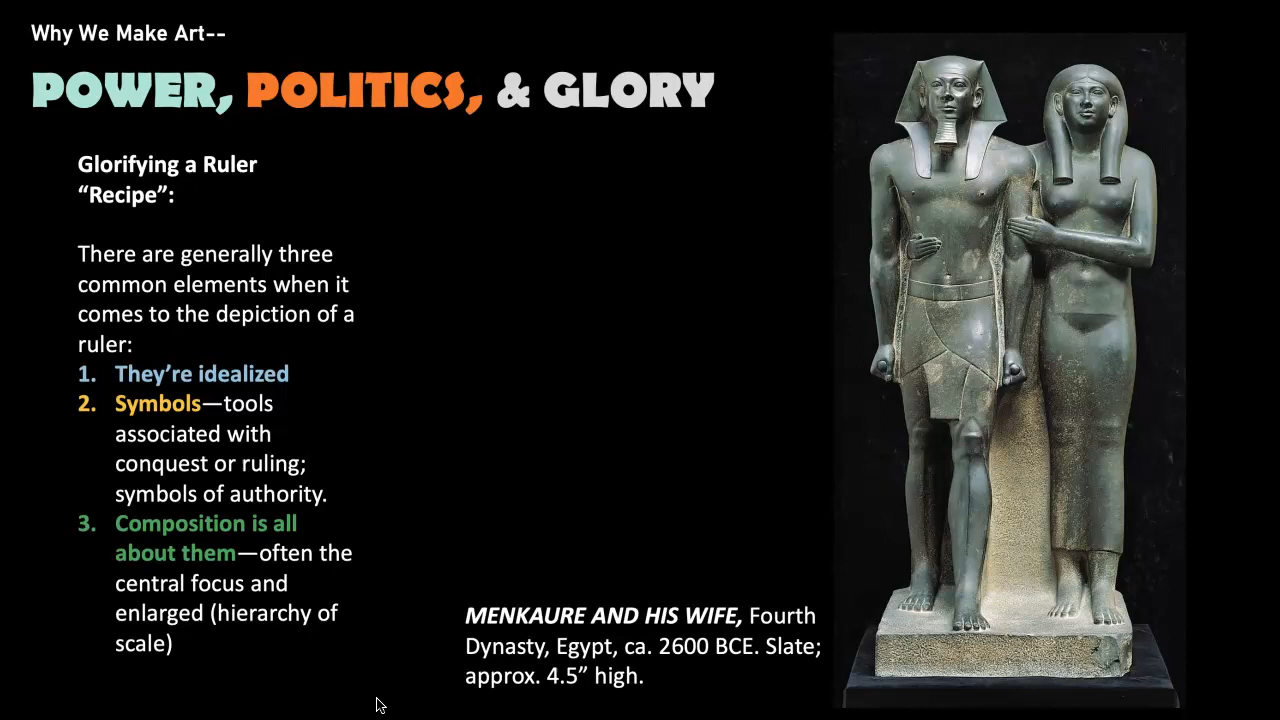 Why We Make Art--
POWER, POLITICS, & GLORY
Glorifying a Ruler
“Recipe”:
There are generally three
common elements when it
comes to the depiction of a
ruler:
1. They’re idealized
2. Symbols—tools
associated with
conquest or ruling;
symbols of authority.
3. Composition is all
about them—often the
central focus and
enlarged (hierarchy of
scale)
MENKAURE AND HIS WIFE, Fourth
Dynasty, Egypt, ca. 2600 BCE. Slate;
approx. 4.5” high.